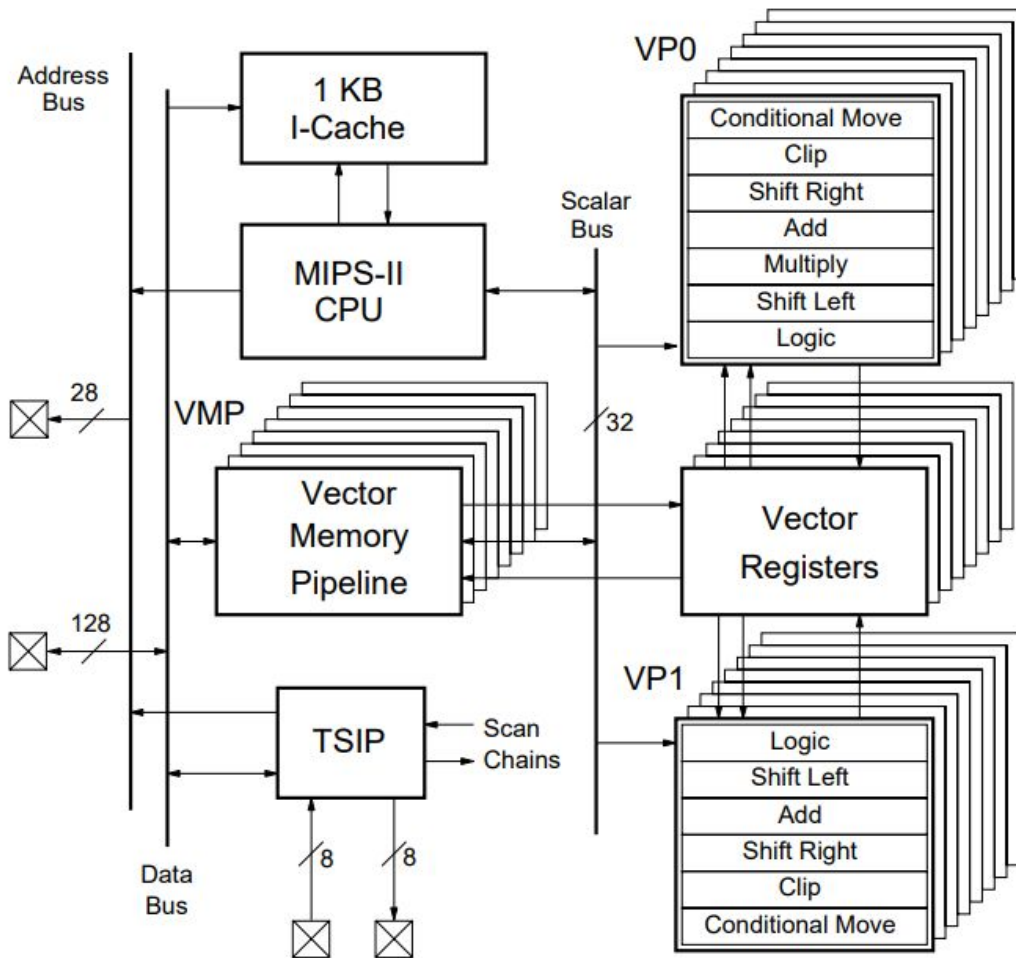 Address
Bus
1 KB
I-Cache
MIPS-II
CPU
Scalar
Bus
VP0
Conditional Move
Clip
Shift Right
Add
Multiply
Shift Left
Logic
28
VMP
32
Vector
Memory
Pipeline
Vector
Registers
128
TSIP
Scan
Chains
VP1
Logic
Shift Left
Add
Shift Right
Clip
Conditional Move
8
8
Data
Bus